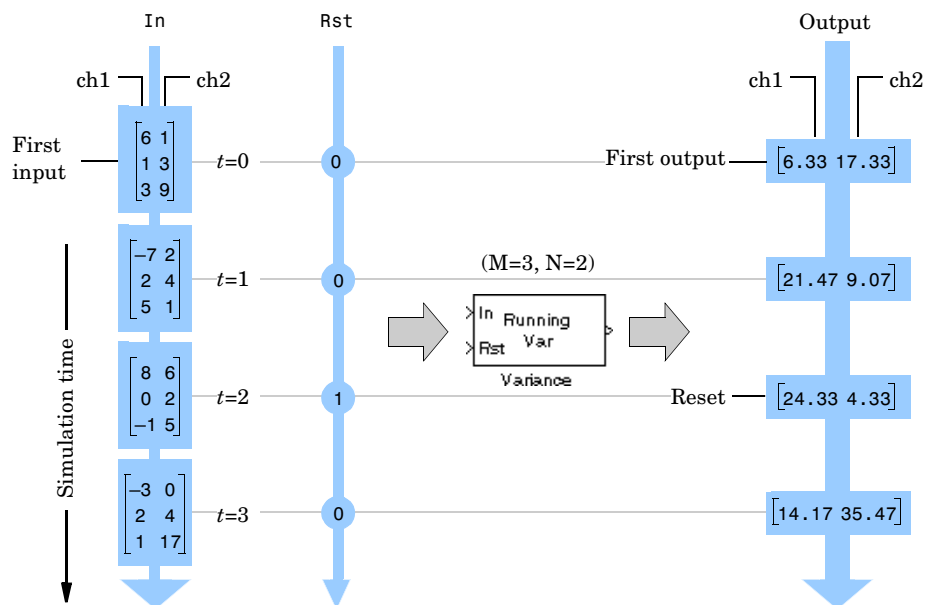 In Rst Output
ch1 ch2 ch1 ch2
First input
6 1
1 3
3 9
t=0 0 First output [6.33 17.33]
−7 2
2 4
5 1
t=1 0 [21.47 9.07]
(M=3, N=2)
In
Rst
Running
Var
Variance
8 6
0 2
−1 5
t=2 1 Reset [24.33 4.33]
−3 0
2 4
1 17
t=3 0 [14.17 35.47]
Simulation time